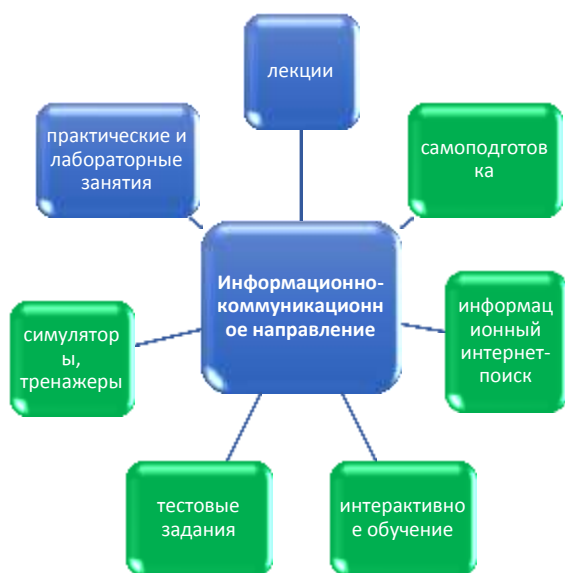 лекции
практические и
лабораторные
занятия
самоподготов
ка
Информационно-
коммуникационн
ое направление
симулятор
ы,
тренажеры
информац
ионный
интернет-
поиск
тестовые
задания
интерактивно
е обучение